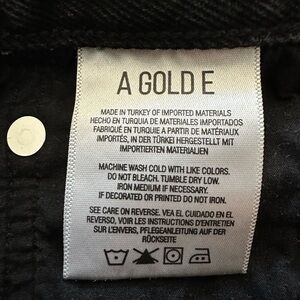 A GOLD E
MADE IN TURKEY OF IMPORTED MATERIALS
HECHO EN TURQUIA DE MATERIALES IMPORTADOS
FABRIQUÉ EN TURQUIE A PARTIR DE MATÉRIAUX
IMPORTÉS, IN DER TÜRKEI HERGESTELLT MIT
IMPORTIERTEN MATERIALIEN
MACHINE WASH COLD WITH LIKE COLORS.
DO NOT BLEACH. TUMBLE DRY LOW.
IRON MEDIUM IF NECESSARY.
IF DECORATED OR PRINTED DO NOT IRON.
SEE CARE ON REVERSE. VEA EL CUIDADO EN EL
REVERSO, VOIR LES INSTRUCTIONS D'ENTRETIEN
SUR L'ENVERS, PFLEGEANLEITUNG AUF DER
RÜCKSEITE